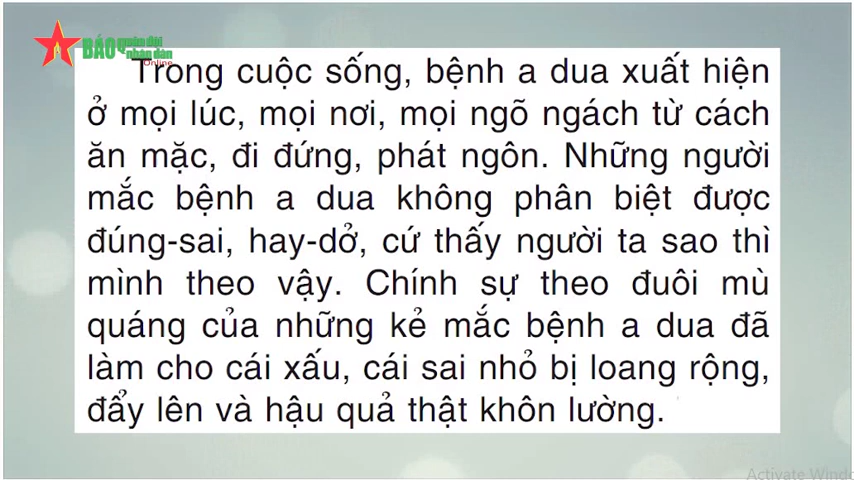 BÁO Quân đội
nhân dân
Online
Trong cuộc sống, bệnh a dua xuất hiện
ở mọi lúc, mọi nơi, mọi ngõ ngách từ cách
ăn mặc, đi đứng, phát ngôn. Những người
mắc bệnh a dua không phân biệt được
đúng-sai, hay-dở, cứ thấy người ta sao thì
mình theo vậy. Chính sự theo đuôi mù
quáng của những kẻ mắc bệnh a dua đã
làm cho cái xấu, cái sai nhỏ bị loang rộng,
đẩy lên và hậu quả thật khôn lường.
Activate Windo